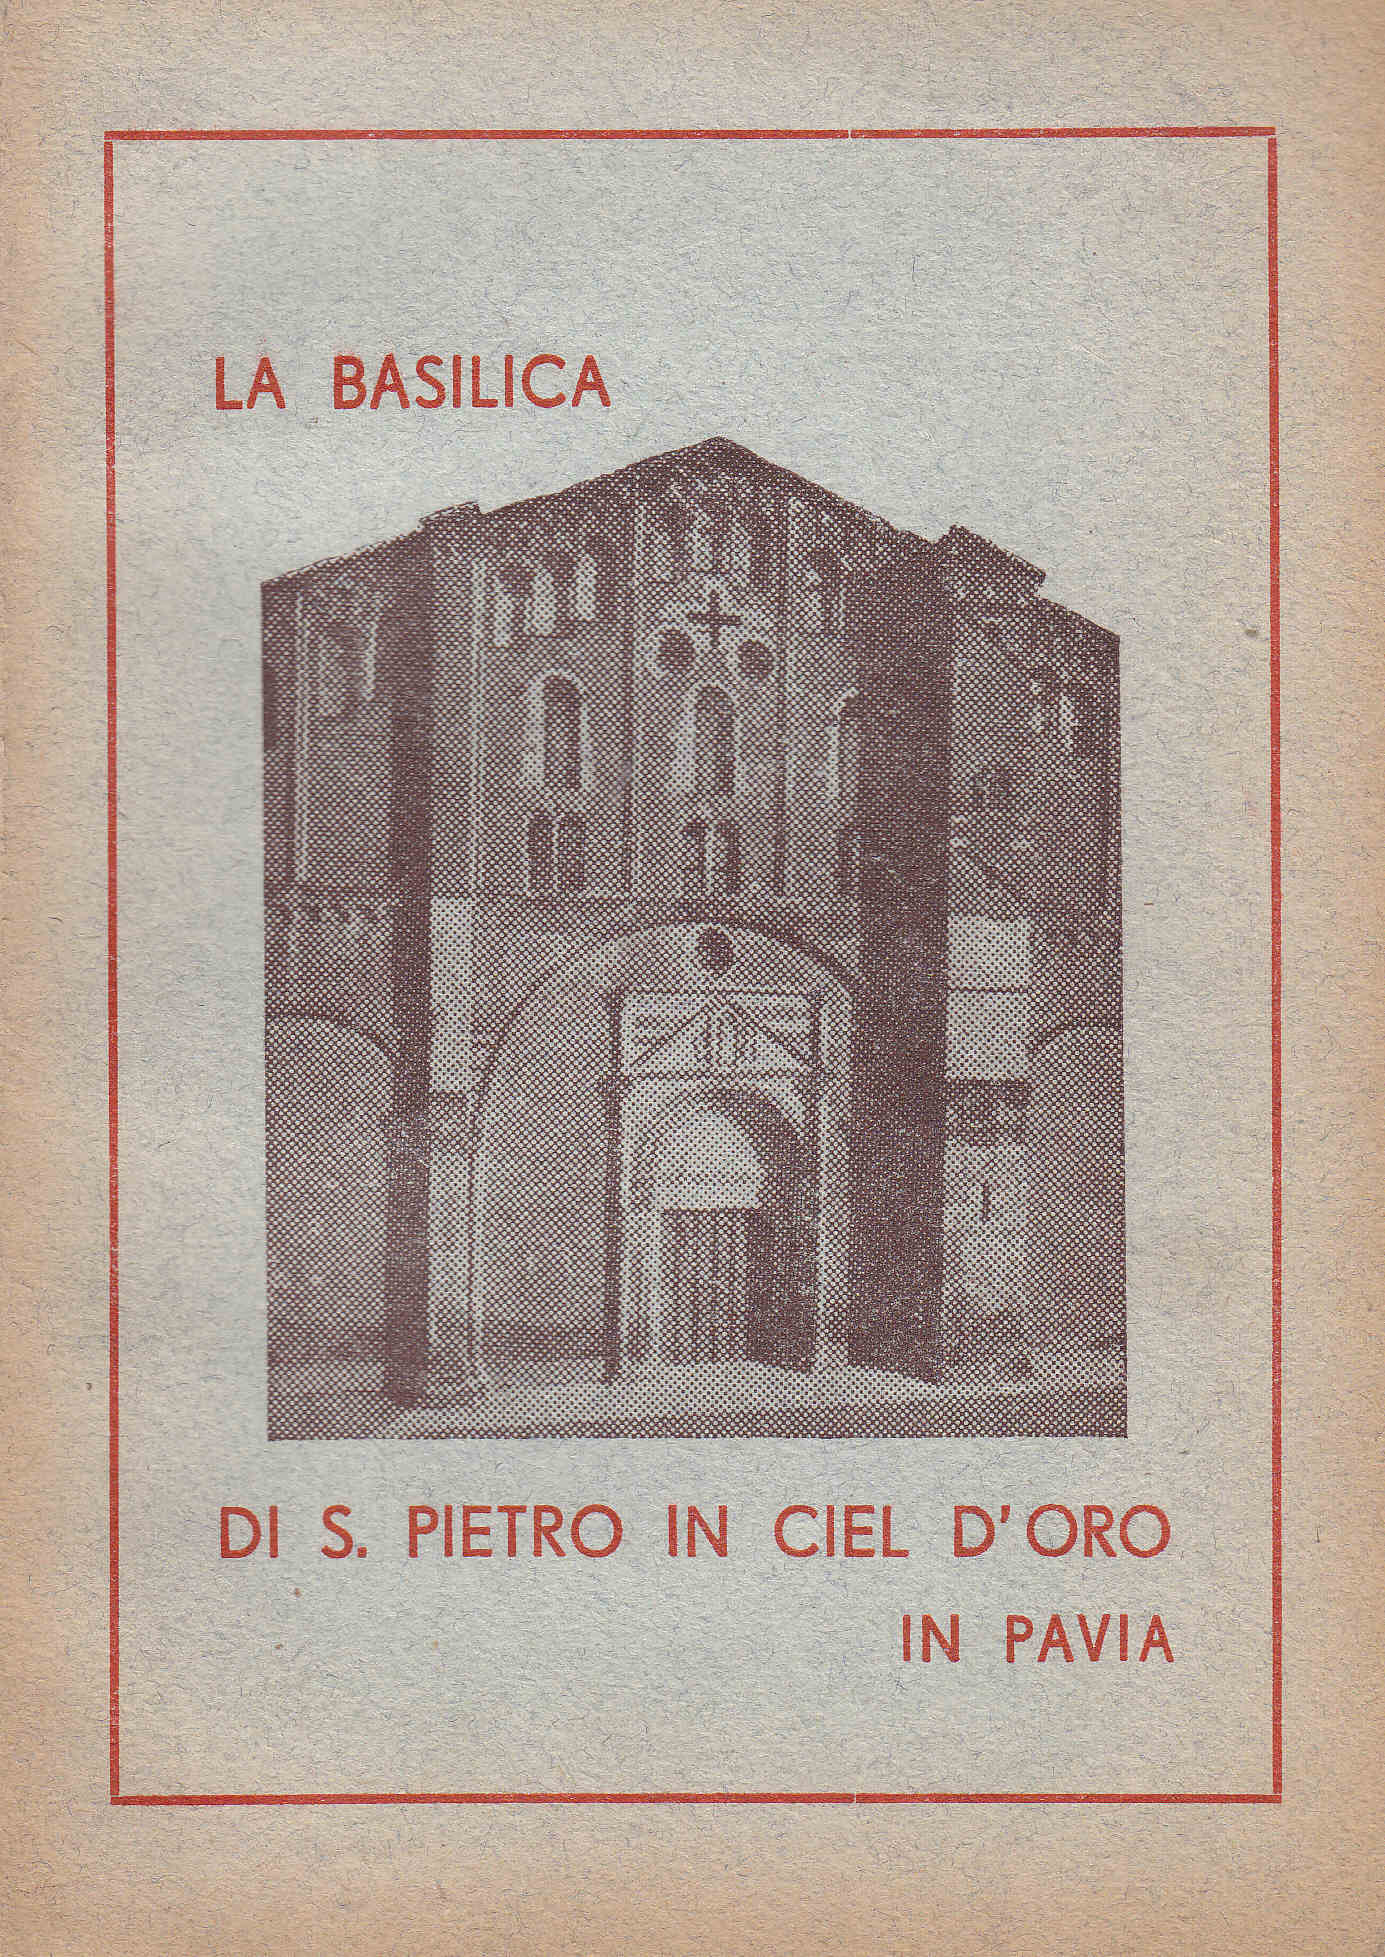 LA BASILICA
DI S. PIETRO IN CIEL D'ORO
IN PAVIA